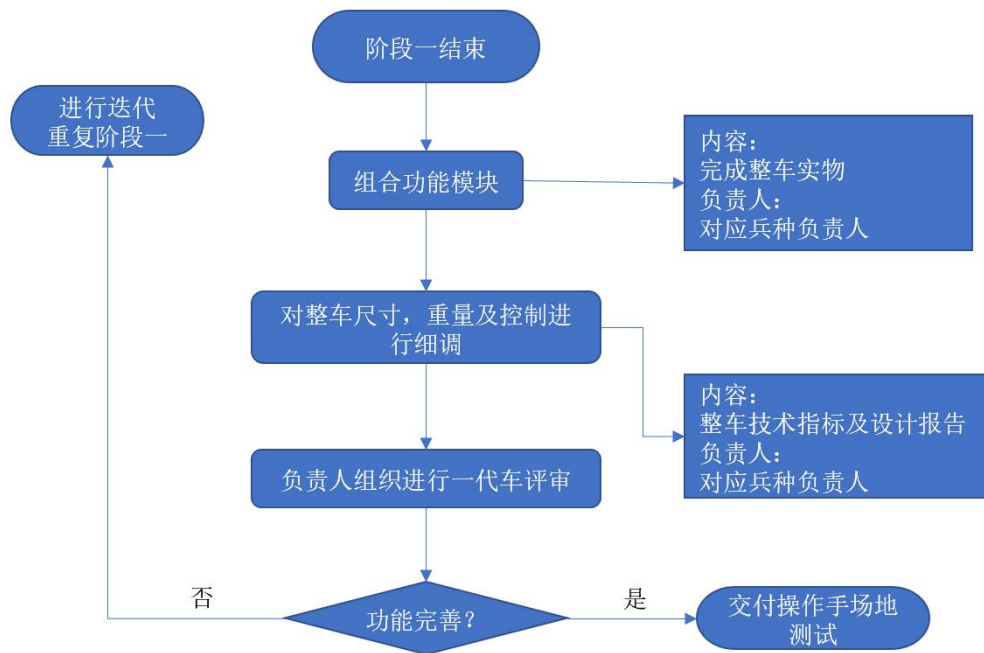 阶段一结束
进行迭代
重复阶段一
组合功能模块
内容：
完成整车实物
负责人：
对应兵种负责人
对整车尺寸，重量及控制进
行细调
内容：
整车技术指标及设计报告
负责人：
对应兵种负责人
负责人组织进行一代车评审
否
功能完善？
是
交付操作手场地
测试